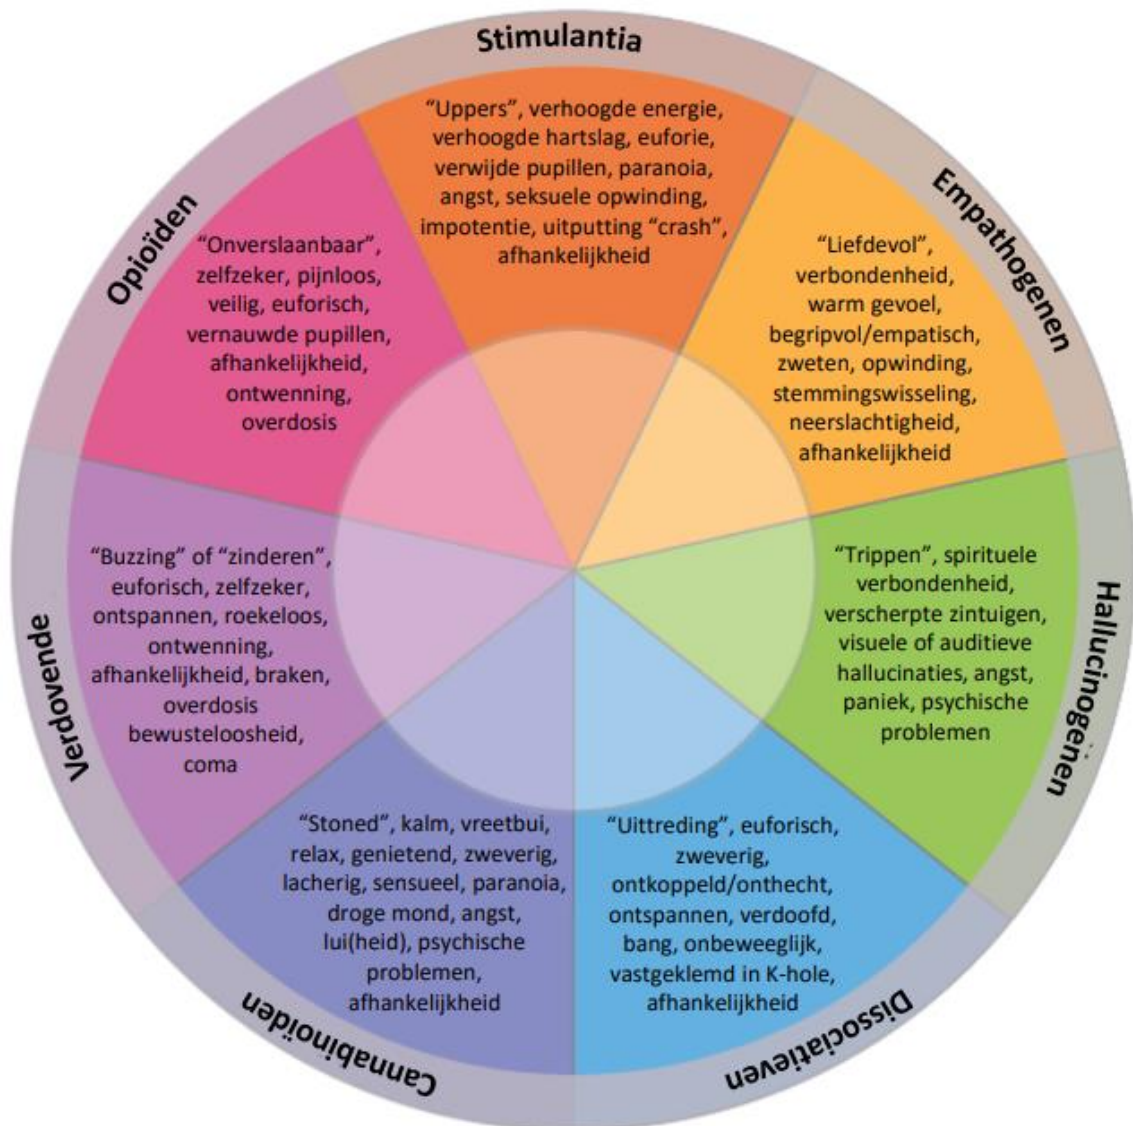 Stimulantia
“Uppers”, verhoogde energie,
verhoogde hartslag, euforie,
verwijde pupillen, paranoia,
angst, seksuele opwinding,
impotentie, uitputting “crash”,
afhankelijkheid
Empathogenen
“Liefdevol”,
verbondenheid,
warm gevoel,
begripvol/empatisch,
zweten, opwinding,
stemmingswisseling,
neerslachtigheid,
afhankelijkheid
Hallucinogenen
“Trippen”, spirituele
verbondenheid,
verscherpte zintuigen,
visuele of auditieve
hallucinaties, angst,
paniek, psychische
problemen
Dissociatieven
“Uittreding”, euforisch,
zweverig,
ontkoppeld/onthecht,
ontspannen, verdoofd,
bang, onbeweeglijk,
vastgeklemd in K-hole,
afhankelijkheid
Cannabinoïden
“Stoned”, kalm, vreetbui,
relax, genietend, zweverig,
lacherig, sensueel, paranoia,
droge mond, angst,
lui(heid), psychische
problemen,
afhankelijkheid
Verdovende
“Buzzing” of “zinderen”,
euforisch, zelfzeker,
ontspannen, roekeloos,
ontwenning,
afhankelijkheid, braken,
overdosis
bewusteloosheid,
coma
Opioïden
“Onverslaanbaar”,
zelfzeker, pijnloos,
veilig, euforisch,
vernauwde pupillen,
afhankelijkheid,
ontwenning,
overdosis